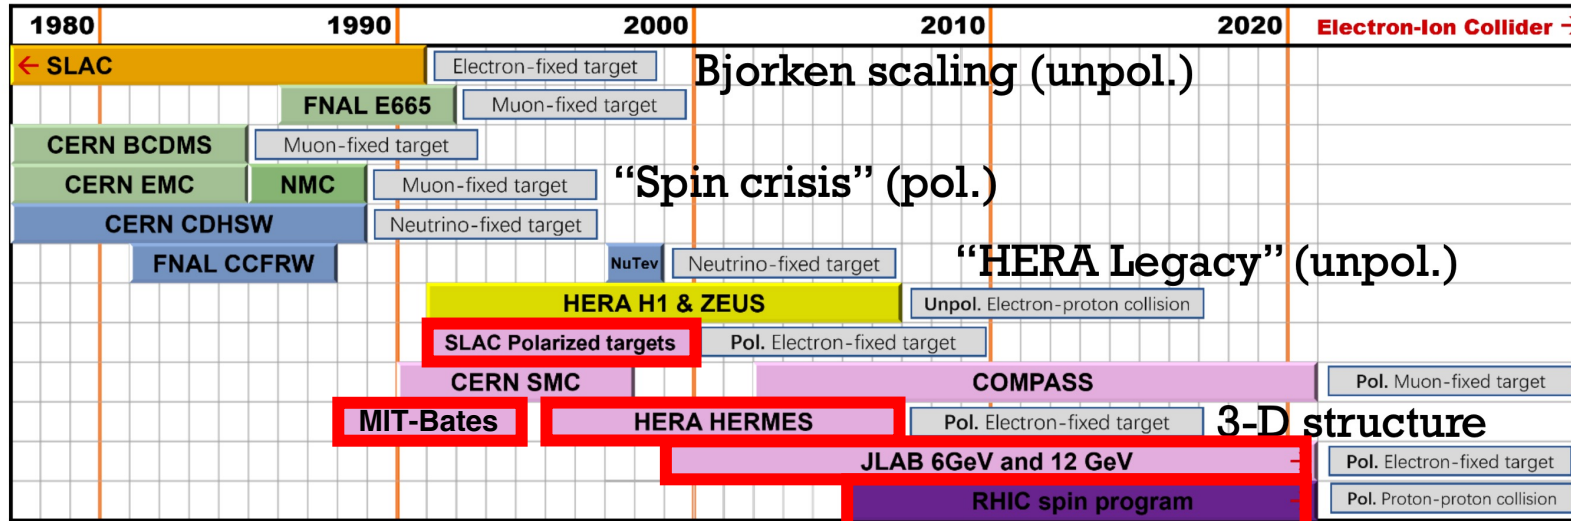 1980 1990 2000 2010 2020 Electron-Ion Collider →
← SLAC Electron-fixed target Bjorken scaling (unpol.)
FNAL E665 Muon-fixed target
CERN BCDMS Muon-fixed target
CERN EMC NMC Muon-fixed target “Spin crisis” (pol.)
CERN CDHSW Neutrino-fixed target
FNAL CCFRW NuTev Neutrino-fixed target “HERA Legacy” (unpol.)
HERA H1 & ZEUS Unpol. Electron-proton collision
SLAC Polarized targets Pol. Electron-fixed target
CERN SMC COMPASS Pol. Muon-fixed target
MIT-Bates HERA HERMES Pol. Electron-fixed target 3-D structure
JLAB 6GeV and 12 GeV → Pol. Electron-fixed target
RHIC spin program → Pol. Proton-proton collision